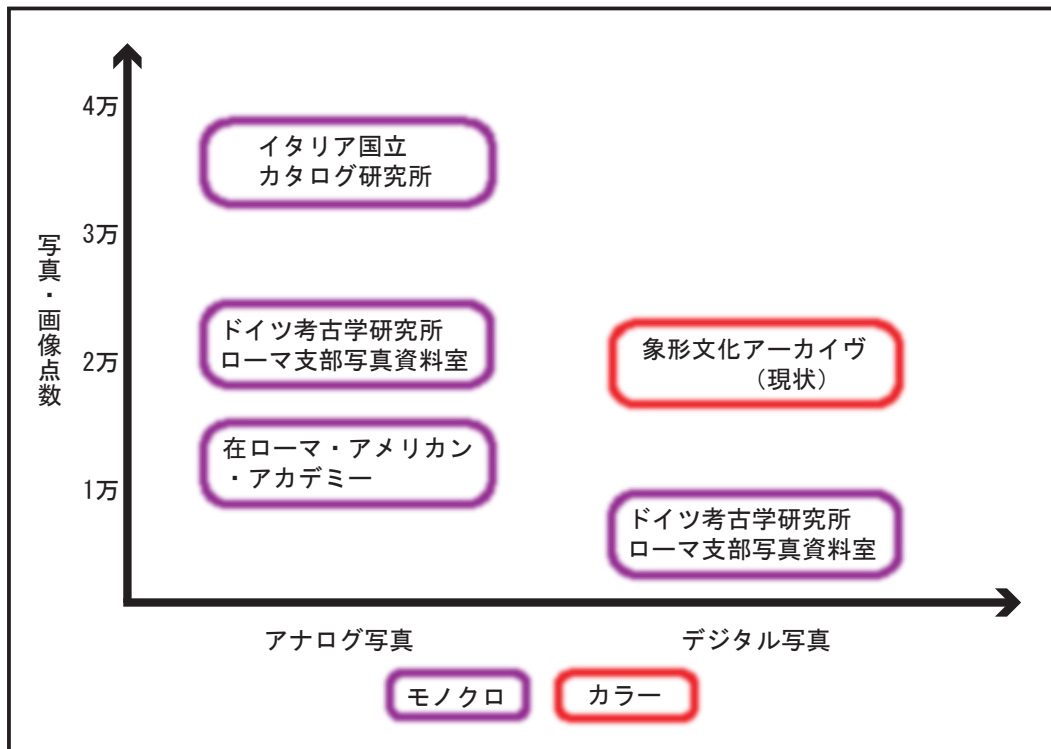 4万
3万
2万
1万
写真・画像点数
イタリア国立
カタログ研究所
ドイツ考古学研究所
ローマ支部写真資料室
在ローマ・アメリカン
・アカデミー
象形文化アーカイヴ
（現状）
ドイツ考古学研究所
ローマ支部写真資料室
アナログ写真
デジタル写真
モノクロ
カラー